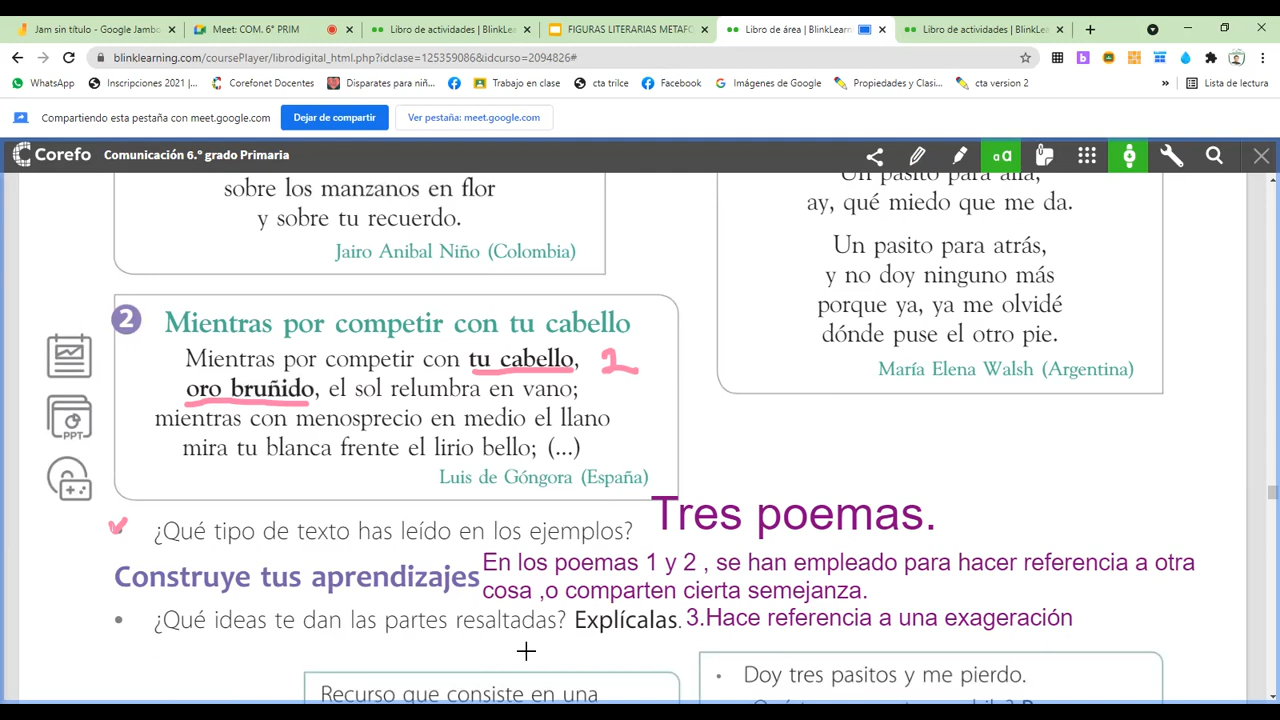 Jam sin título - Google Jambo
Meet: COM. 6° PRIM
Libro de actividades | BlinkLea
FIGURAS LITERARIAS METAFO
Libro de área | BlinkLearn
Libro de actividades | BlinkLea
blinklearning.com/coursePlayer/librodigital_html.php?idclase=125359086&idcurso=2094826#
WhatsApp
Inscripciones 2021 |...
Corefonet Docentes
Disparates para niñ...
Trabajo en clase
cta trilce
Facebook
Imágenes de Google
Propiedades y Clasi...
cta version 2
»
Lista de lectura
Compartiendo esta pestaña con meet.google.com
Dejar de compartir
Ver pestaña: meet.google.com
Corefo
Comunicación 6.º grado Primaria
sobre los manzanos en flor
y sobre tu recuerdo.
Jairo Anibal Niño (Colombia)
Un pasito para allá,
ay, qué miedo que me da.
Un pasito para atrás,
y no doy ninguno más
porque ya, ya me olvidé
dónde puse el otro pie.
María Elena Walsh (Argentina)
2
Mientras por competir con tu cabello
Mientras por competir con tu cabello,
oro bruñido, el sol relumbra en vano;
mientras con menosprecio en medio el llano
mira tu blanca frente el lirio bello; (...)
Luis de Góngora (España)
PPT
¿Qué tipo de texto has leído en los ejemplos?
Tres poemas.
Construye tus aprendizajes
En los poemas 1 y 2 , se han empleado para hacer referencia a otra
cosa ,o comparten cierta semejanza.
• ¿Qué ideas te dan las partes resaltadas? Explícalas.
3.Hace referencia a una exageración
Recurso que consiste en una
• Doy tres pasitos y me pierdo.